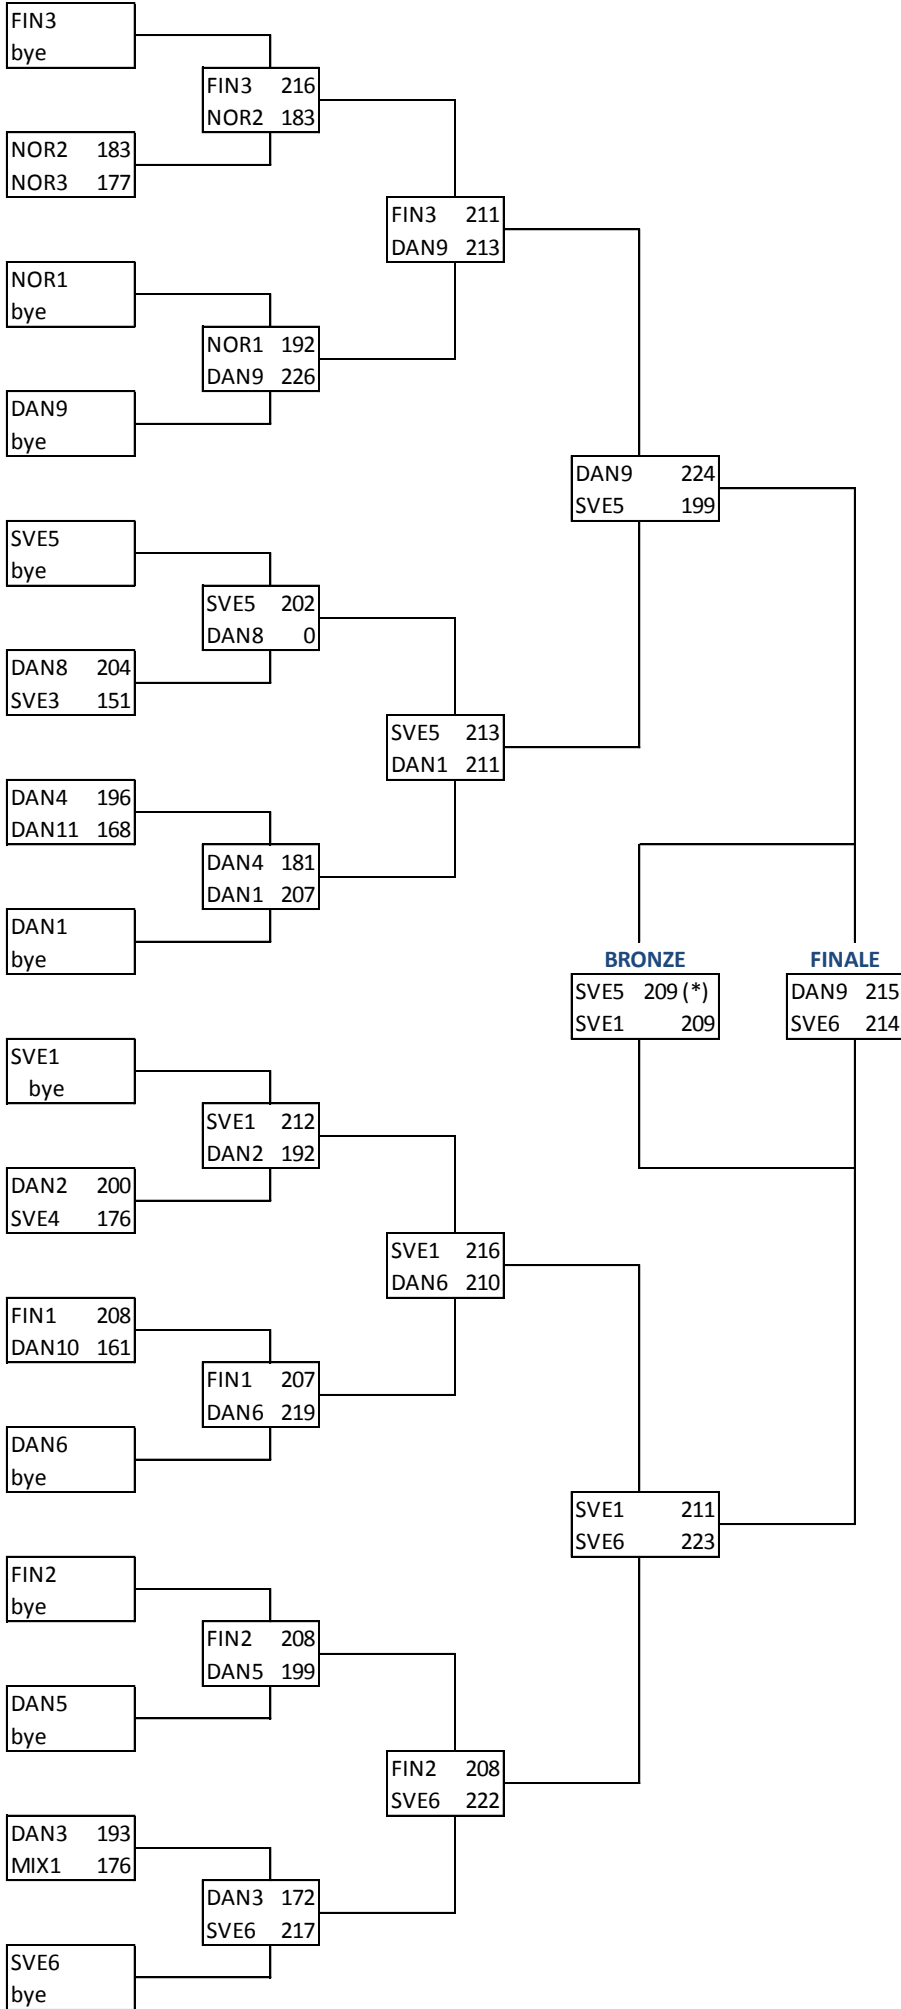 FIN3
bye
FIN3 216
NOR2 183
NOR2 183
NOR3 177
FIN3 211
DAN9 213
NOR1
bye
NOR1 192
DAN9 226
DAN9
bye
DAN9 224
SVE5 199
SVE5
bye
SVE5 202
DAN8 0
DAN8 204
SVE3 151
SVE5 213
DAN1 211
DAN4 196
DAN11 168
DAN4 181
DAN1 207
DAN1
bye
BRONZE
SVE5 209 (*)
SVE1 209
FINALE
DAN9 215
SVE6 214
SVE1
bye
SVE1 212
DAN2 192
DAN2 200
SVE4 176
SVE1 216
DAN6 210
FIN1 208
DAN10 161
FIN1 207
DAN6 219
DAN6
bye
SVE1 211
SVE6 223
FIN2
bye
FIN2 208
DAN5 199
DAN5
bye
FIN2 208
SVE6 222
DAN3 193
MIX1 176
DAN3 172
SVE6 217
SVE6
bye